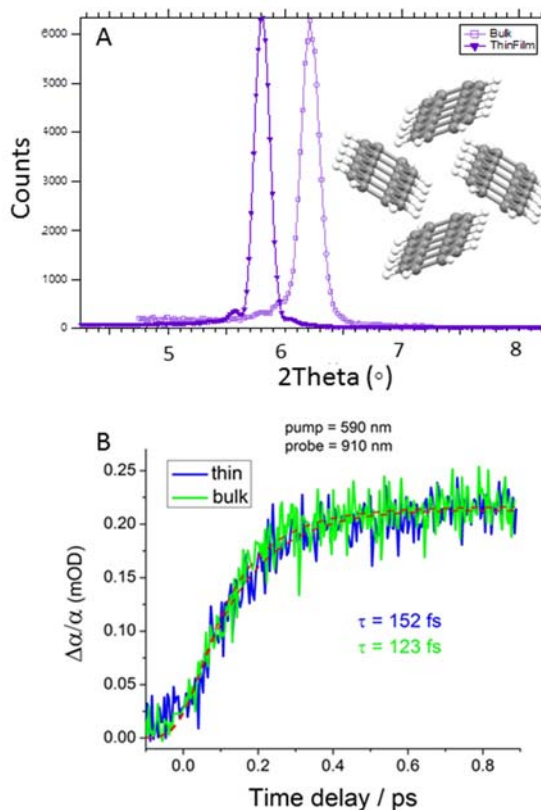 A
Bulk
ThinFilm
6000
5000
4000
3000
2000
1000
0
Counts
5 6 7 8
2Theta (○)
B
pump = 590 nm
probe = 910 nm
thin
bulk
0.25
0.20
0.15
0.10
0.05
0.00
Δα/α (mOD)
τ = 152 fs
τ = 123 fs
0.0 0.2 0.4 0.6 0.8
Time delay / ps